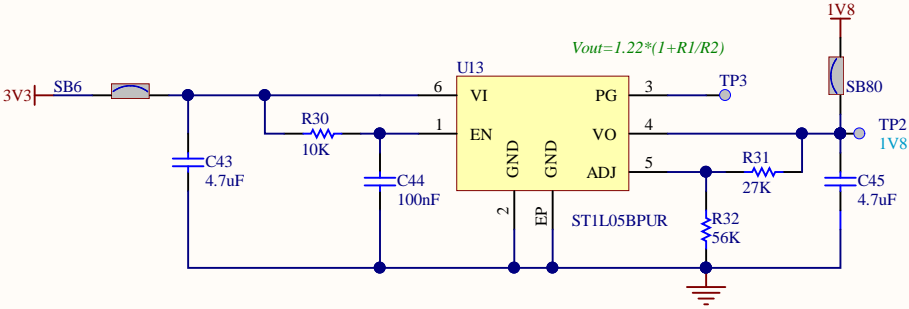 1V8
Vout=1.22*(1+R1/R2)
U13
3V3
SB6
6
VI
PG
3
TP3
SB80
R30
10K
1
EN
GND
GND
VO
4
TP2
1V8
ADJ
5
R31
27K
C43
4.7uF
C44
100nF
C45
4.7uF
2
EP
ST1L05BPUR
R32
56K